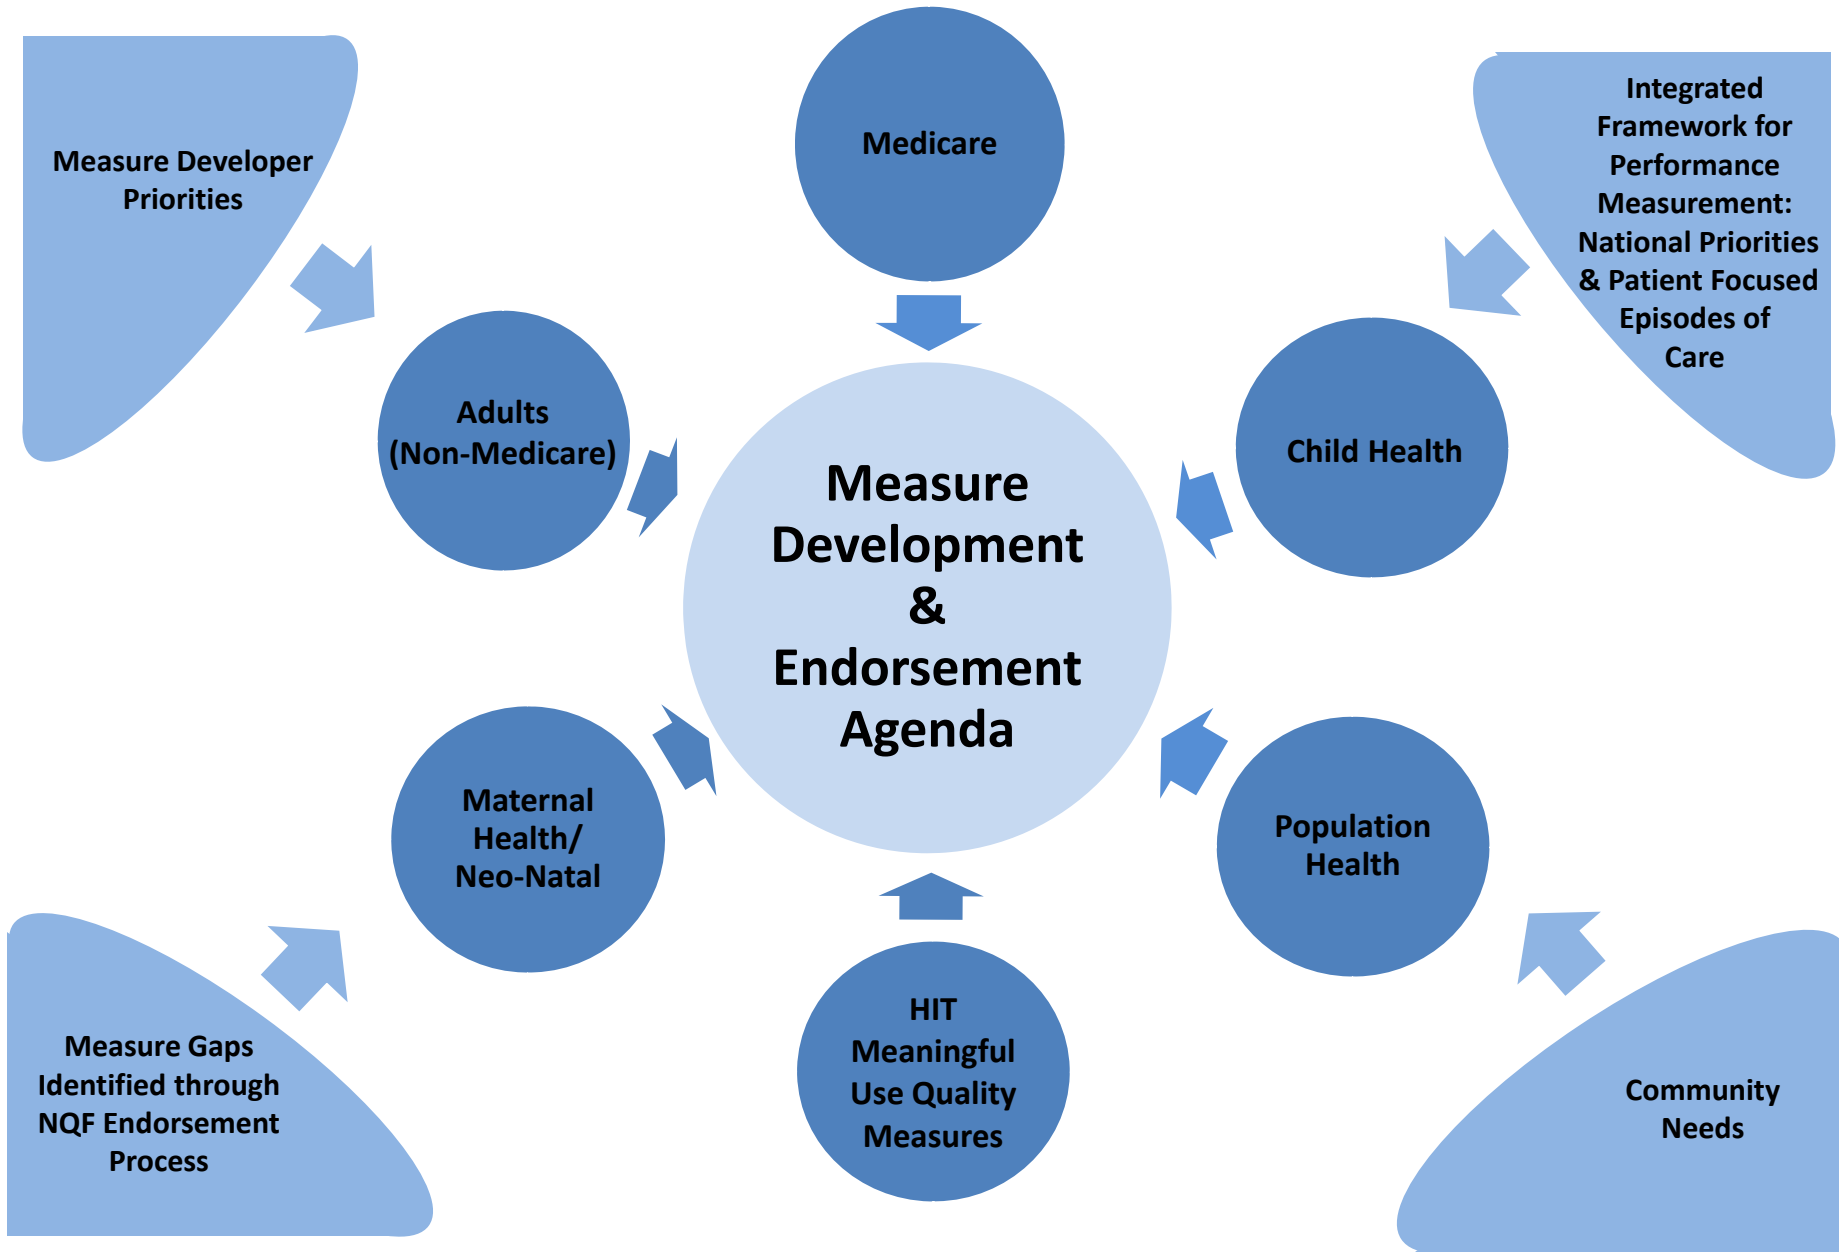 Measure Developer
Priorities
Medicare
Integrated
Framework for
Performance
Measurement:
National Priorities
& Patient Focused
Episodes of
Care
Adults
(Non-Medicare)
Child Health
Measure
Development
&
Endorsement
Agenda
Maternal
Health/
Neo-Natal
Population
Health
HIT
Meaningful
Use Quality
Measures
Measure Gaps
Identified through
NQF Endorsement
Process
Community
Needs